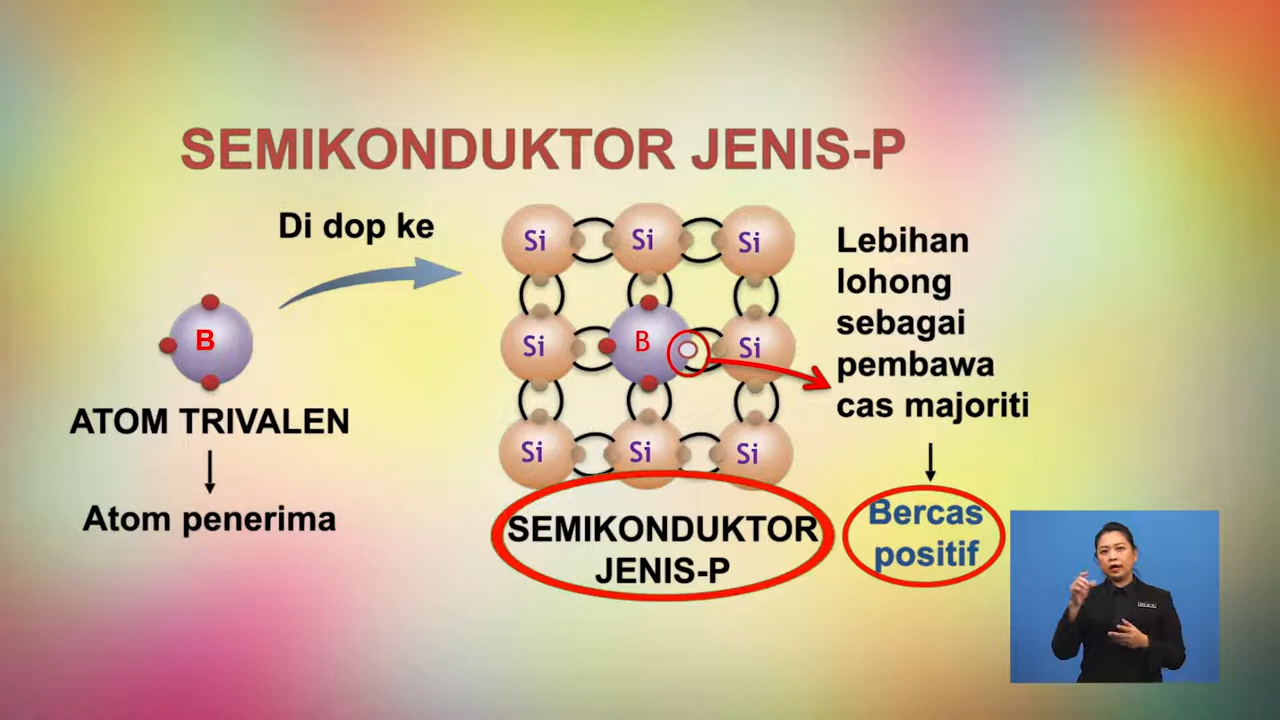 SEMIKONDUKTOR JENIS-P
Di dop ke
B
ATOM TRIVALEN
Atom penerima
Si
Si
Si
Si
B
Si
Si
Si
Si
SEMIKONDUKTOR
JENIS-P
Lebihan
lohong
sebagai
pembawa
cas majoriti
Bercas
positif